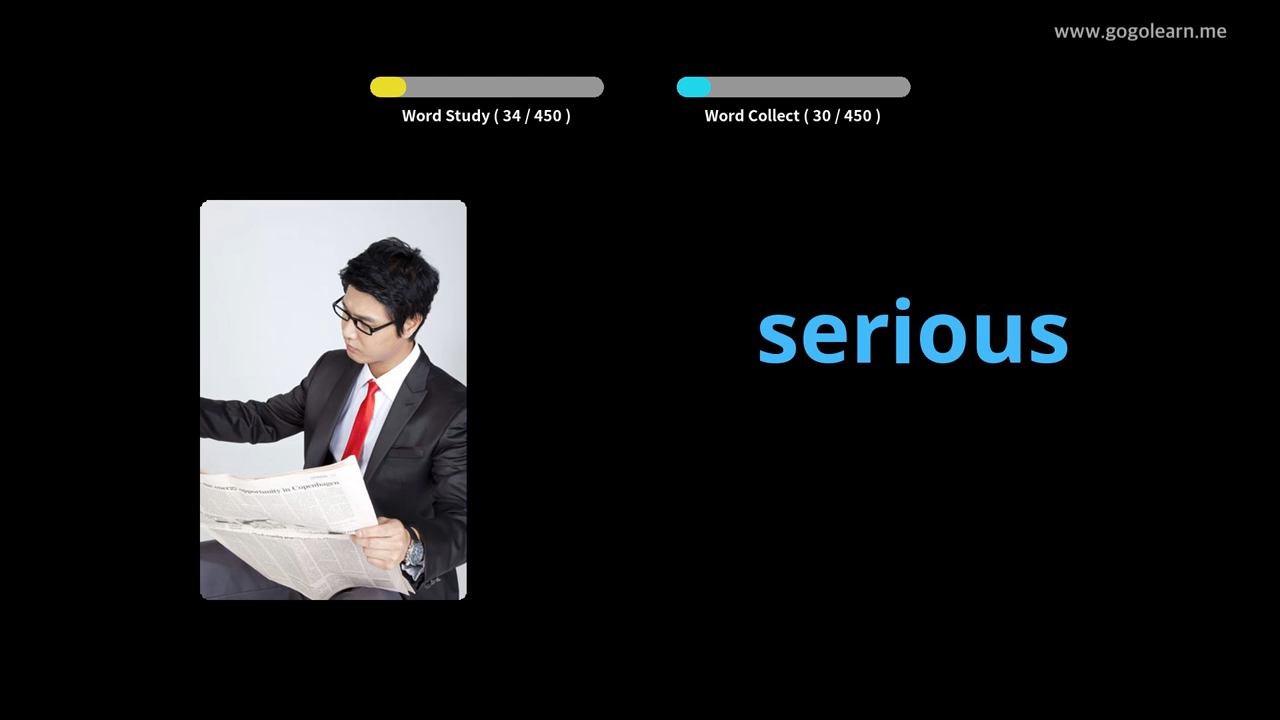 www.gogolearn.me
Word Study ( 34 / 450 )
Word Collect ( 30 / 450 )
serious
opportunity in Copenhagen